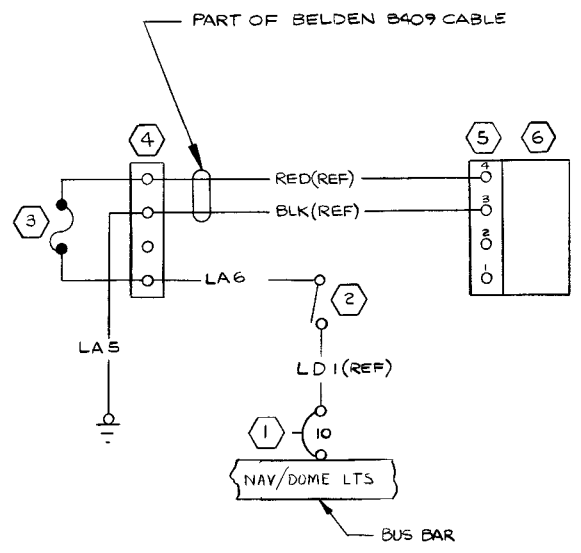 PART OF BELDEN 8409 CABLE
4
5
6
RED(REF)
4
BLK(REF)
3
3
2
1
LA6
2
LA5
LD1(REF)
1
10
NAV/DOME LTS
BUS BAR